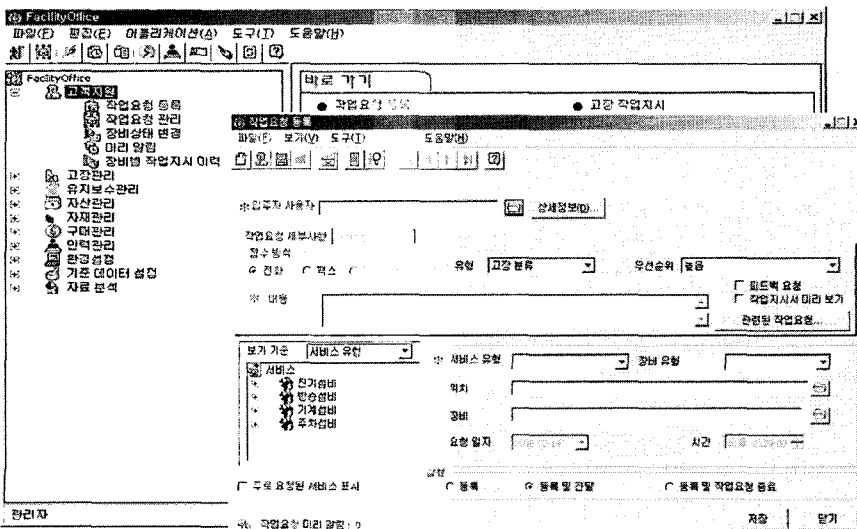 FacilityOffice
파일(F) 편집(E) 어플리케이션(A) 도구(T) 도움말(H)
FacilityOffice
고객지원
작업요청 등록
작업요청 관리
장비상태 변경
미리 알림
장비별 작업지시 이력
고장관리
유지보수관리
자산관리
자재관리
구매관리
인력관리
환경설정
기준 데이터 설정
자료 분석
바로 가기
작업요청 등록
고장 작업지시
작업요청 등록
파일(F) 보기(V) 도구(T) 도움말(H)
※입주자 사용자
상세정보(D)...
작업요청 세부사항
접수방식
전화 팩스
유형 고장 분류
우선순위 높음
피드백 요청
작업지시서 미리 보기
※ 내용
관련된 작업요청...
보기 기준 서비스 유형
서비스
전기설비
방송설비
기계설비
주차설비
※ 서비스 유형
장비 유형
위치
장비
요청 일자
시간
주로 요청된 서비스 표시
등록 등록 및 전달 등록 및 작업요청 종료
관리자
작업요청 미리 알림 : 0
저장 닫기